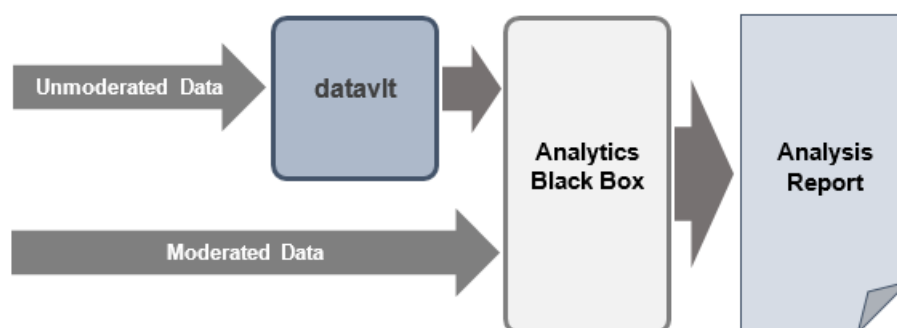 Unmoderated Data
datavlt
Analytics
Black Box
Analysis
Report
Moderated Data